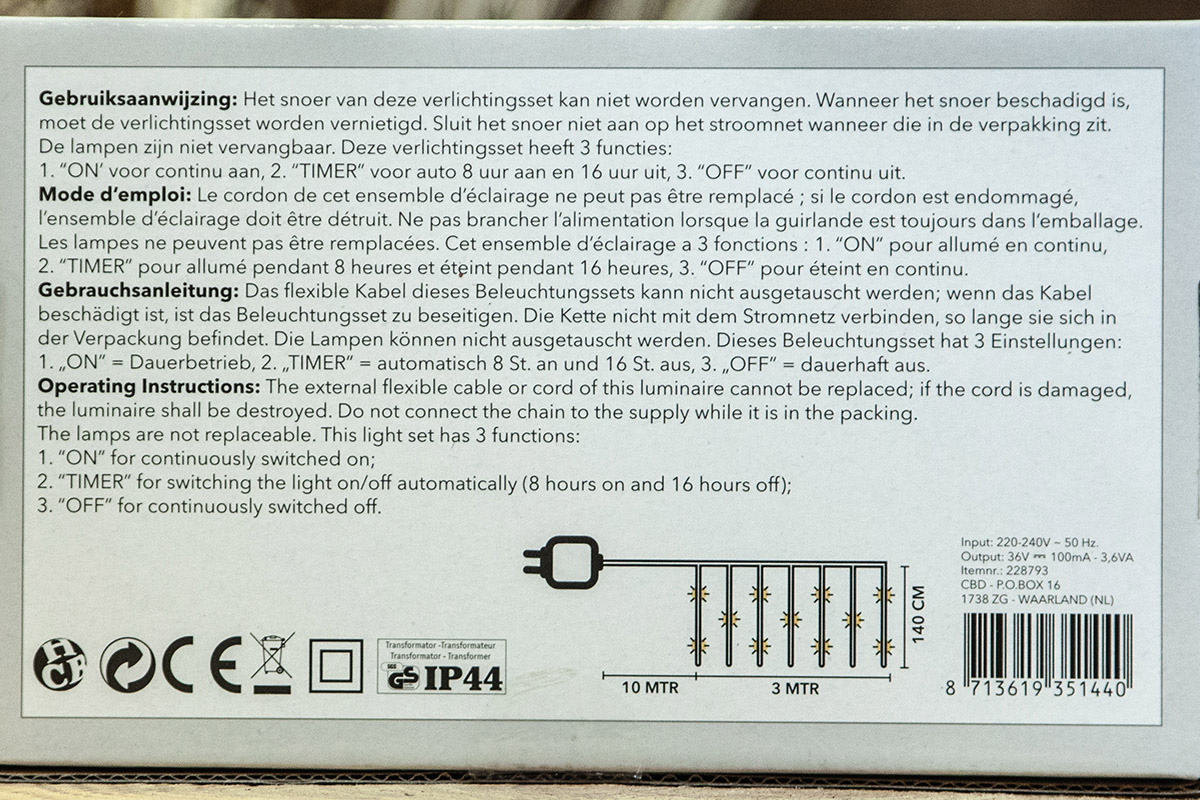 Gebruiksaanwijzing: Het snoer van deze verlichtingsset kan niet worden vervangen. Wanneer het snoer beschadigd is,
moet de verlichtingsset worden vernietigd. Sluit het snoer niet aan op het stroomnet wanneer die in de verpakking zit.
De lampen zijn niet vervangbaar. Deze verlichtingsset heeft 3 functies:
1. “ON’ voor continu aan, 2. “TIMER” voor auto 8 uur aan en 16 uur uit, 3. “OFF” voor continu uit.
Mode d’emploi: Le cordon de cet ensemble d’éclairage ne peut pas être remplacé ; si le cordon est endommagé,
l’ensemble d’éclairage doit être détruit. Ne pas brancher l’alimentation lorsque la guirlande est toujours dans l’emballage.
Les lampes ne peuvent pas être remplacées. Cet ensemble d’éclairage a 3 fonctions : 1. “ON” pour allumé en continu,
2. “TIMER” pour allumé pendant 8 heures et éteint pendant 16 heures, 3. “OFF” pour éteint en continu.
Gebrauchsanleitung: Das flexible Kabel dieses Beleuchtungssets kann nicht ausgetauscht werden; wenn das Kabel
beschädigt ist, ist das Beleuchtungsset zu beseitigen. Die Kette nicht mit dem Stromnetz verbinden, so lange sie sich in
der Verpackung befindet. Die Lampen können nicht ausgetauscht werden. Dieses Beleuchtungsset hat 3 Einstellungen:
1. „ON” = Dauerbetrieb, 2. „TIMER” = automatisch 8 St. an und 16 St. aus, 3. „OFF” = dauerhaft aus.
Operating Instructions: The external flexible cable or cord of this luminaire cannot be replaced; if the cord is damaged,
the luminaire shall be destroyed. Do not connect the chain to the supply while it is in the packing.
The lamps are not replaceable. This light set has 3 functions:
1. “ON” for continuously switched on;
2. “TIMER” for switching the light on/off automatically (8 hours on and 16 hours off);
3. “OFF” for continuously switched off.
Input: 220-240V ~ 50 Hz.
Output: 36V ⎓ 100mA - 3,6VA
Itemnr.: 228793
CBD - P.O.BOX 16
1738 ZG - WAARLAND (NL)
140 CM
10 MTR
3 MTR
8 713619 351440
CE
Transformator -Transformateur
Transformator - Transformer
SGS
GS IP44